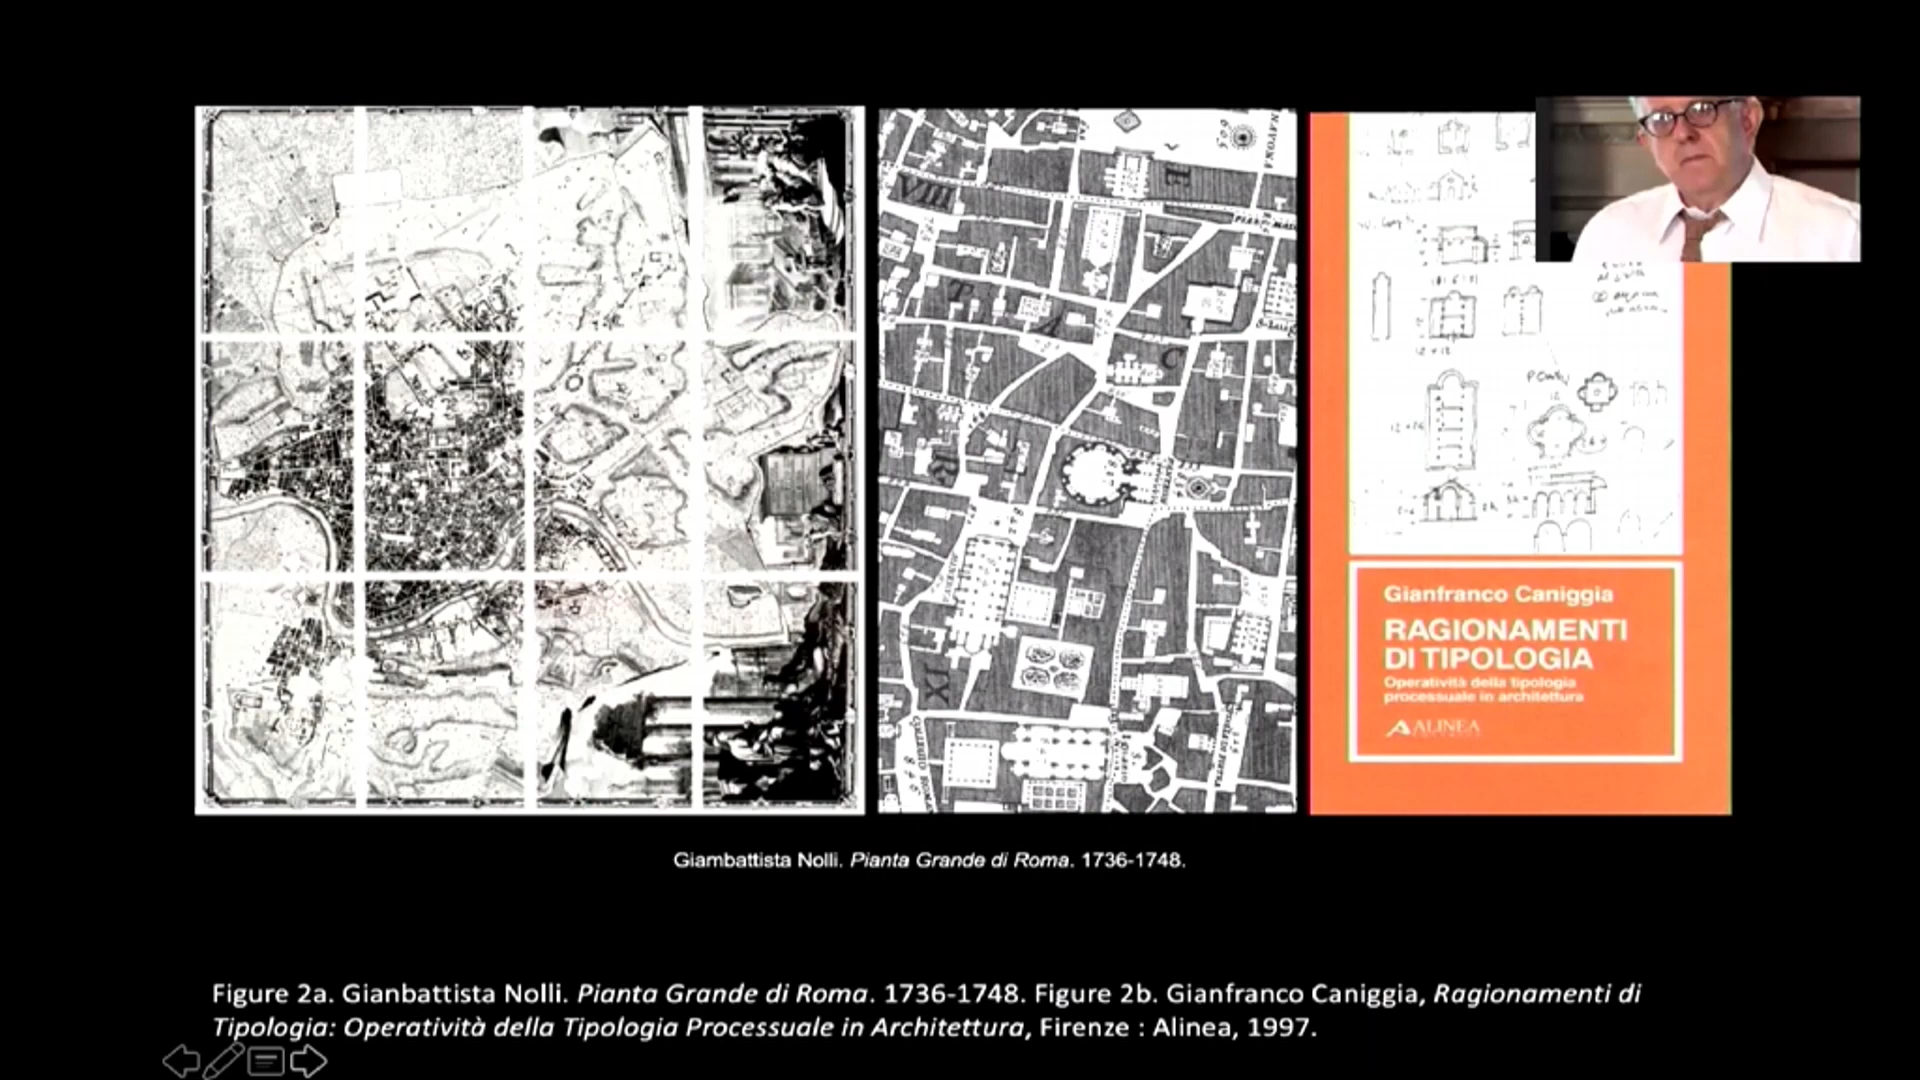 VIII
T
A
C
R
IX
Gianfranco Caniggia
RAGIONAMENTI
DI TIPOLOGIA
Operatività della tipologia
processuale in architettura
ALINEA
Giambattista Nolli. Pianta Grande di Roma. 1736-1748.
Figure 2a. Gianbattista Nolli. Pianta Grande di Roma. 1736-1748. Figure 2b. Gianfranco Caniggia, Ragionamenti di
Tipologia: Operatività della Tipologia Processuale in Architettura, Firenze : Alinea, 1997.